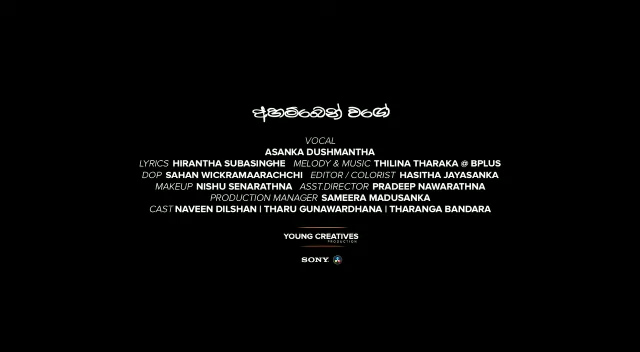 අහම්බෙන් වගේ
VOCAL
ASANKA DUSHMANTHA
LYRICS HIRANTHA SUBASINGHE MELODY & MUSIC THILINA THARAKA @ BPLUS
DOP SAHAN WICKRAMAARACHCHI EDITOR / COLORIST HASITHA JAYASANKA
MAKEUP NISHU SENARATHNA ASST.DIRECTOR PRADEEP NAWARATHNA
PRODUCTION MANAGER SAMEERA MADUSANKA
CAST NAVEEN DILSHAN | THARU GUNAWARDHANA | THARANGA BANDARA
YOUNG CREATIVES
PRODUCTION
SONY